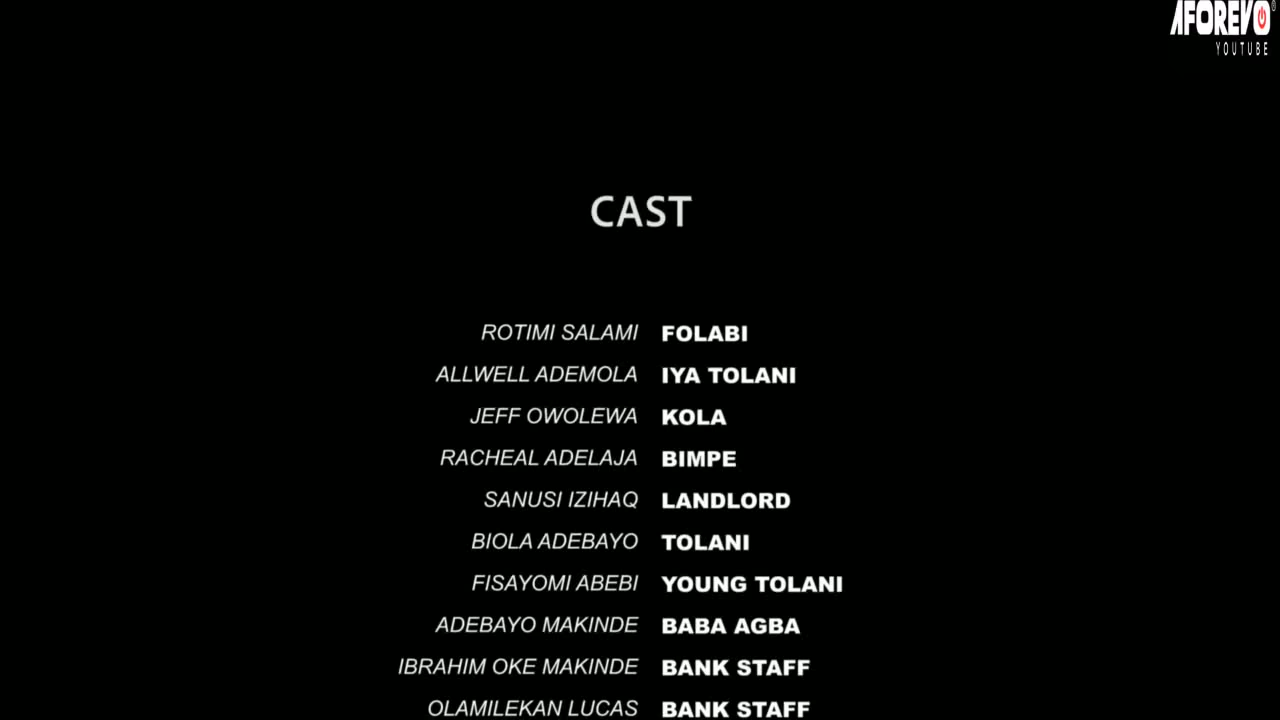 AFOREVO
YOUTUBE
CAST
ROTIMI SALAMI FOLABI
ALLWELL ADEMOLA IYA TOLANI
JEFF OWOLEWA KOLA
RACHEAL ADELAJA BIMPE
SANUSI IZIHAQ LANDLORD
BIOLA ADEBAYO TOLANI
FISAYOMI ABEBI YOUNG TOLANI
ADEBAYO MAKINDE BABA AGBA
IBRAHIM OKE MAKINDE BANK STAFF
OLAMILEKAN LUCAS BANK STAFF